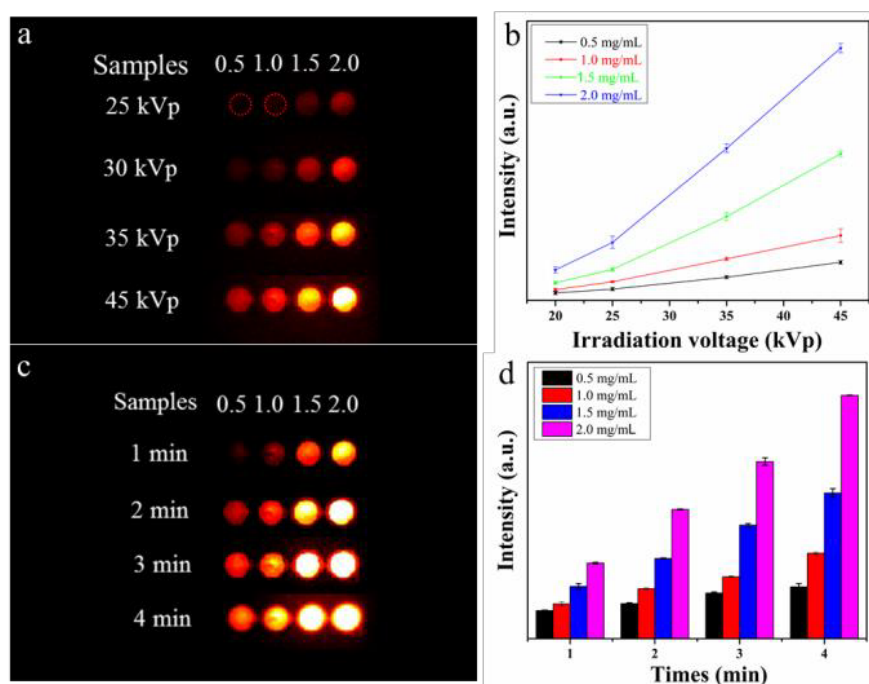 a
Samples 0.5 1.0 1.5 2.0
25 kVp
30 kVp
35 kVp
45 kVp
b
0.5 mg/mL
1.0 mg/mL
1.5 mg/mL
2.0 mg/mL
Intensity (a.u.)
20 25 30 35 40 45
Irradiation voltage (kVp)
c
Samples 0.5 1.0 1.5 2.0
1 min
2 min
3 min
4 min
d
0.5 mg/mL
1.0 mg/mL
1.5 mg/mL
2.0 mg/mL
Intensity (a.u.)
1 2 3 4
Times (min)